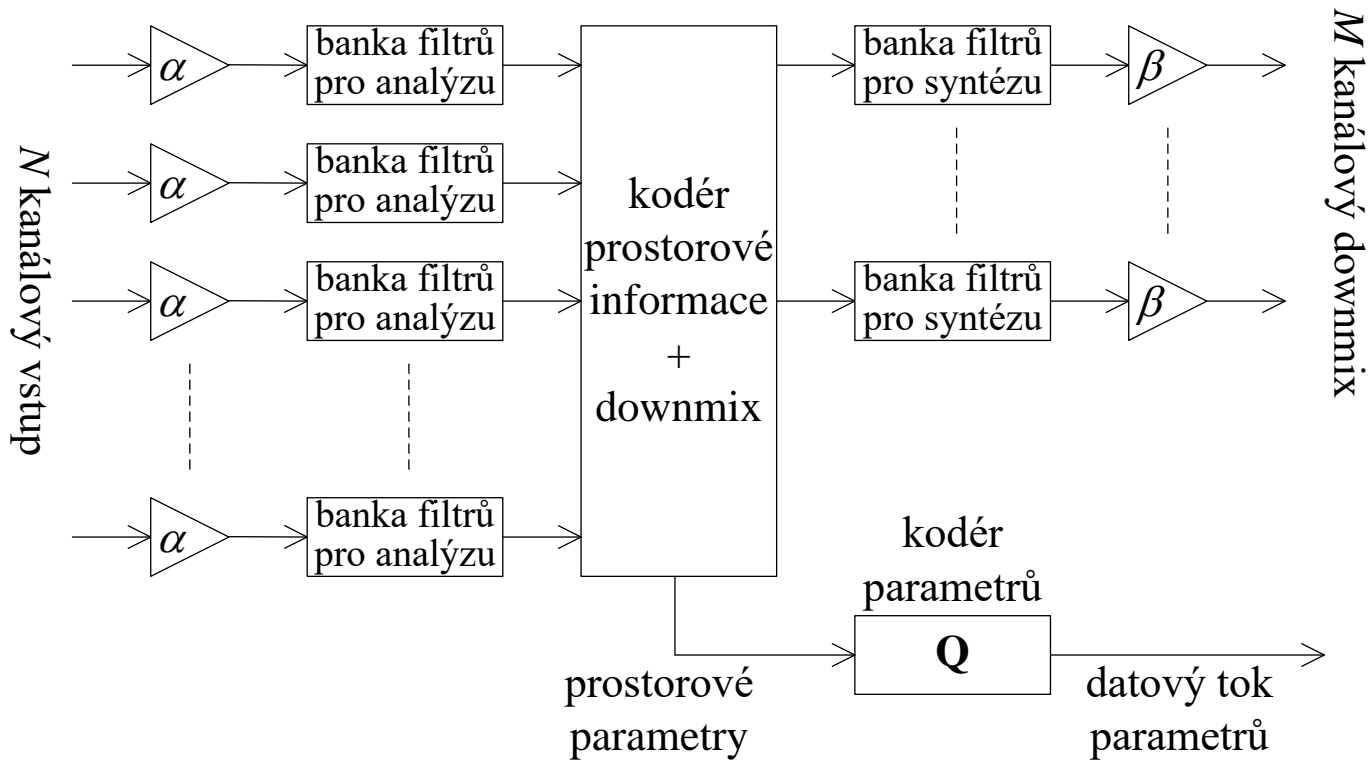 N kanálový vstup
α
banka filtrů
pro analýzu
α
banka filtrů
pro analýzu
α
banka filtrů
pro analýzu
α
banka filtrů
pro analýzu
kodér
prostorové
informace
+
downmix
banka filtrů
pro syntézu
β
banka filtrů
pro syntézu
β
M kanálový downmix
prostorové
parametry
kodér
parametrů
Q
datový tok
parametrů